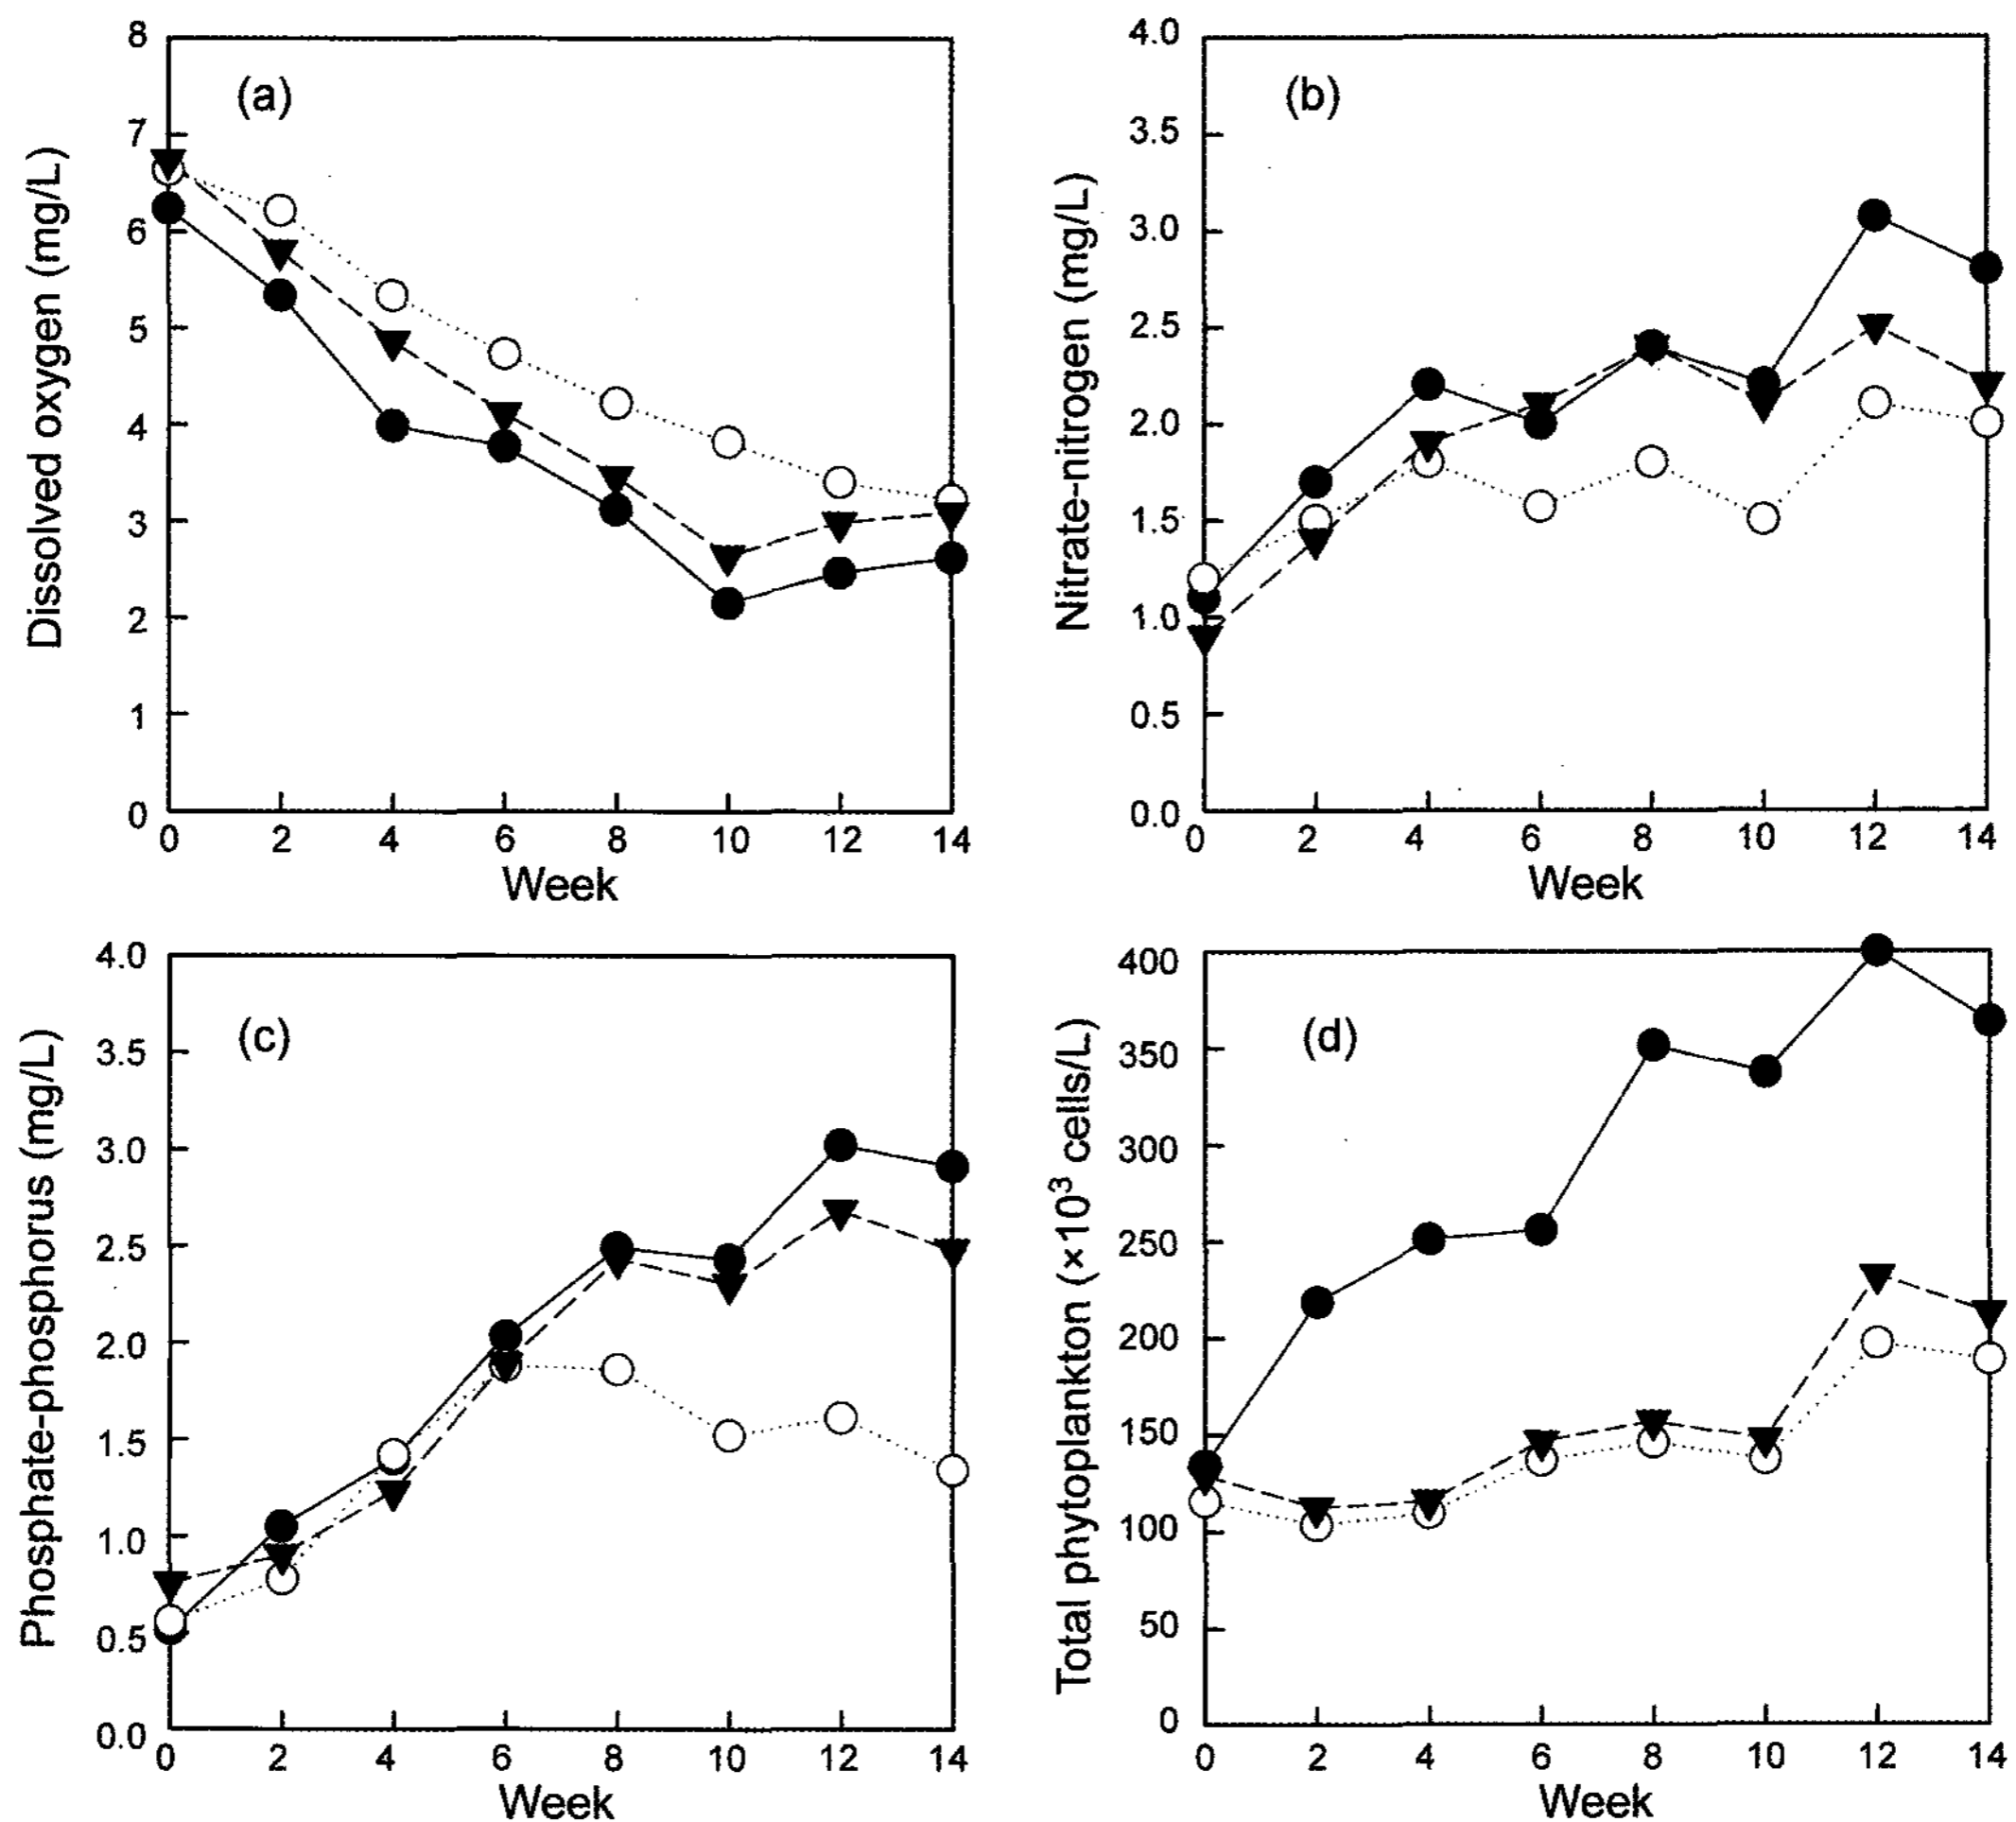 (a)
Dissolved oxygen (mg/L)
8
7
6
5
4
3
2
1
0
0 2 4 6 8 10 12 14
Week
(b)
Nitrate-nitrogen (mg/L)
4.0
3.5
3.0
2.5
2.0
1.5
1.0
0.5
0.0
0 2 4 6 8 10 12 14
Week
(c)
Phosphate-phosphorus (mg/L)
4.0
3.5
3.0
2.5
2.0
1.5
1.0
0.5
0.0
0 2 4 6 8 10 12 14
Week
(d)
Total phytoplankton (×10³ cells/L)
400
350
300
250
200
150
100
50
0
0 2 4 6 8 10 12 14
Week